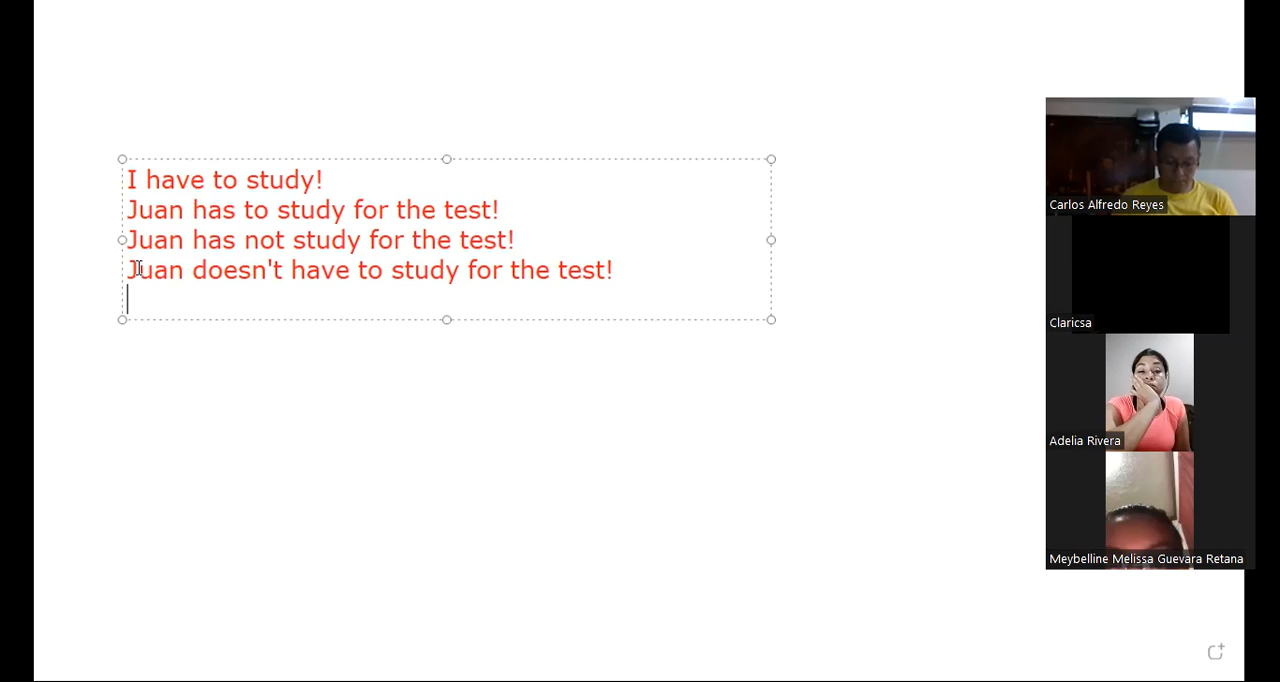 I have to study!
Juan has to study for the test!
Juan has not study for the test!
Juan doesn't have to study for the test!
Carlos Alfredo Reyes
Claricsa
Adelia Rivera
Meybelline Melissa Guevara Retana